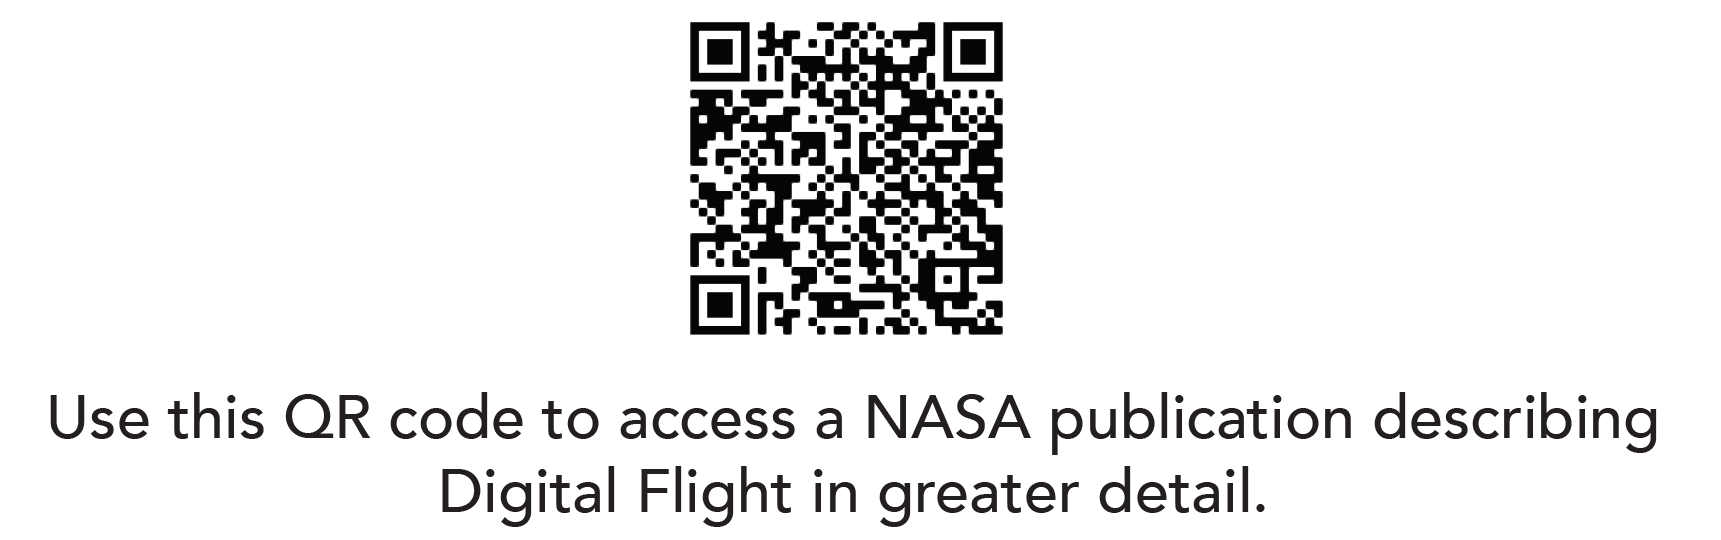 Use this QR code to access a NASA publication describing
Digital Flight in greater detail.